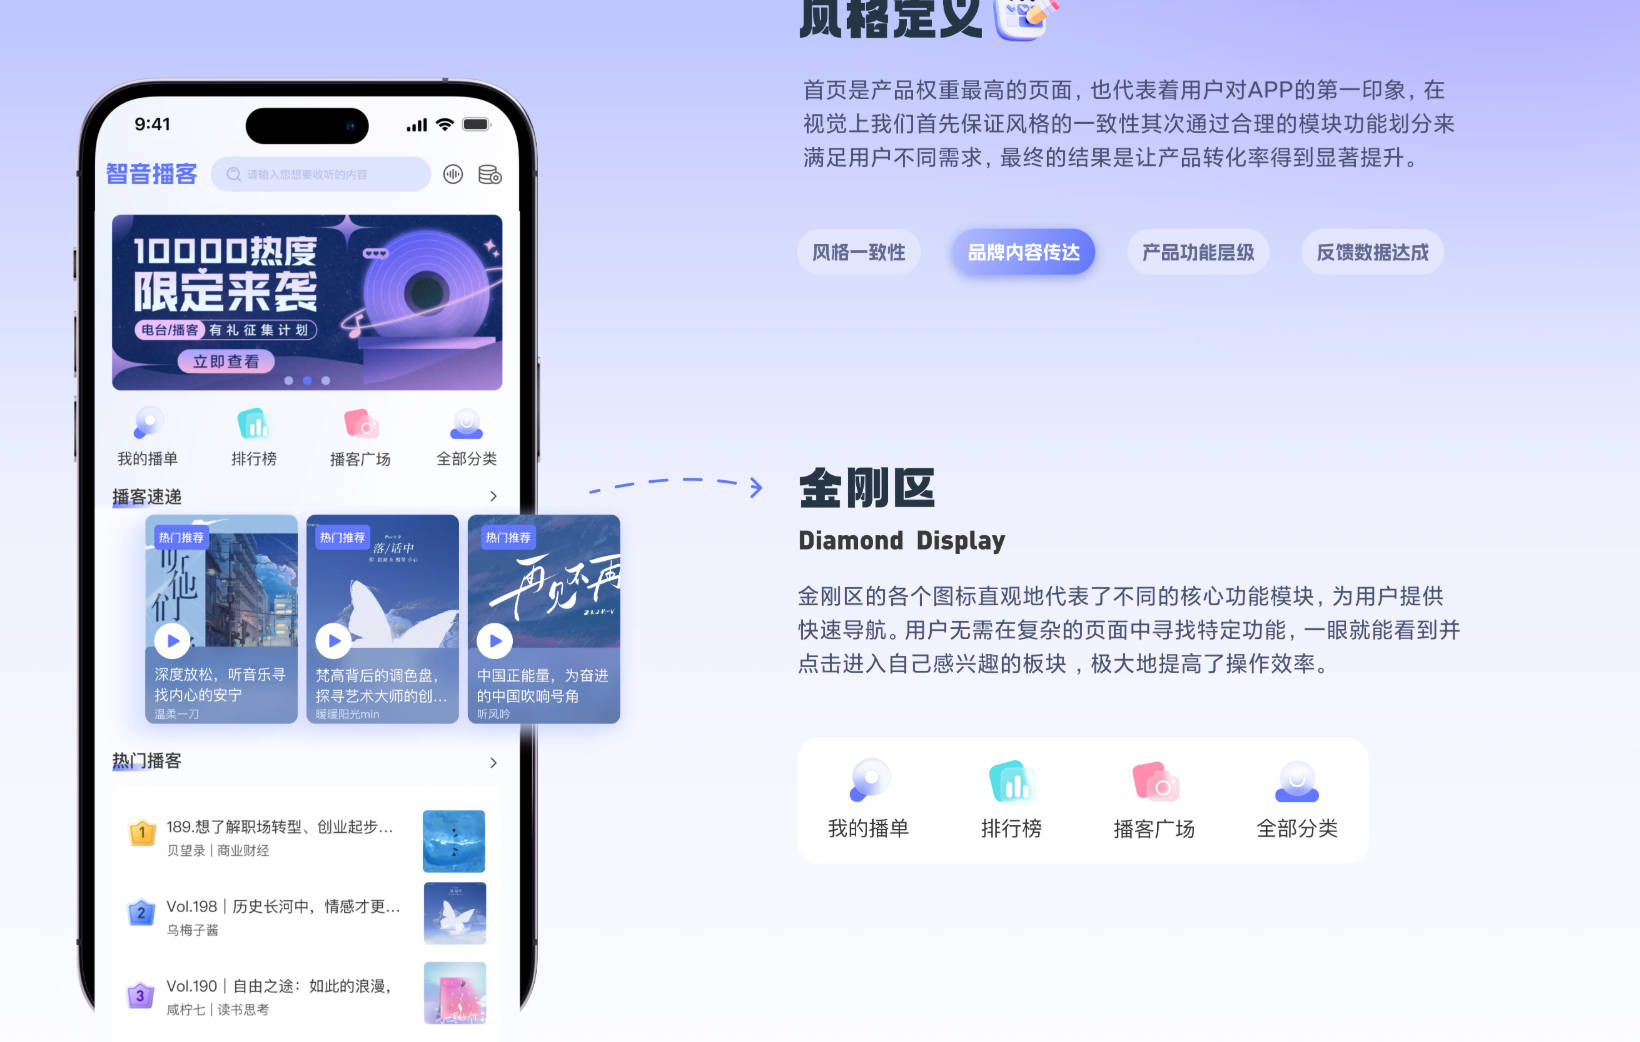 风格定义
首页是产品权重最高的页面，也代表着用户对APP的第一印象，在
视觉上我们首先保证风格的一致性其次通过合理的模块功能划分来
满足用户不同需求，最终的结果是让产品转化率得到显著提升。
风格一致性
品牌内容传达
产品功能层级
反馈数据达成
9:41
智音播客
请输入您想要收听的内容
10000热度
限定来袭
电台/播客 有礼征集计划
立即查看
我的播单
排行榜
播客广场
全部分类
播客速递
热门推荐
听他们
深度放松，听音乐寻
找内心的安宁
温柔一刀
热门推荐
落/话中
梵高背后的调色盘，
探寻艺术大师的创...
暖暖阳光min
热门推荐
再见不再
中国正能量，为奋进
的中国吹响号角
听风吟
热门播客
1
189.想了解职场转型、创业起步...
贝望录 | 商业财经
2
Vol.198｜历史长河中，情感才更...
乌梅子酱
3
Vol.190｜自由之途：如此的浪漫，
咸柠七 | 读书思考
金刚区
Diamond Display
金刚区的各个图标直观地代表了不同的核心功能模块，为用户提供
快速导航。用户无需在复杂的页面中寻找特定功能，一眼就能看到并
点击进入自己感兴趣的板块 ，极大地提高了操作效率。
我的播单
排行榜
播客广场
全部分类